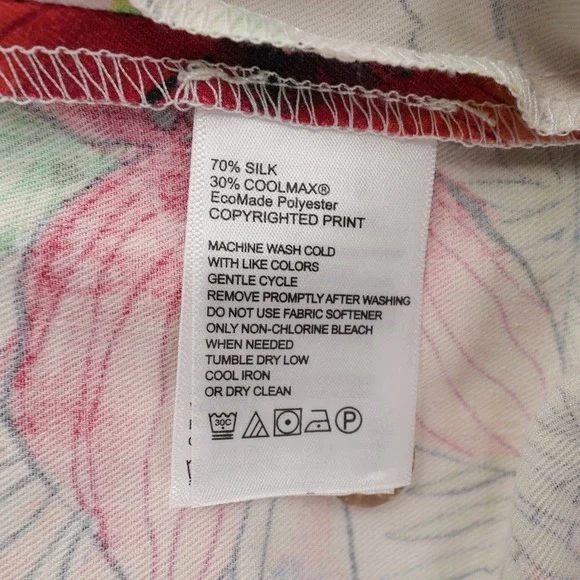 70% SILK
30% COOLMAX®
EcoMade Polyester
COPYRIGHTED PRINT
MACHINE WASH COLD
WITH LIKE COLORS
GENTLE CYCLE
REMOVE PROMPTLY AFTER WASHING
DO NOT USE FABRIC SOFTENER
ONLY NON-CHLORINE BLEACH
WHEN NEEDED
TUMBLE DRY LOW
COOL IRON
OR DRY CLEAN
30C P